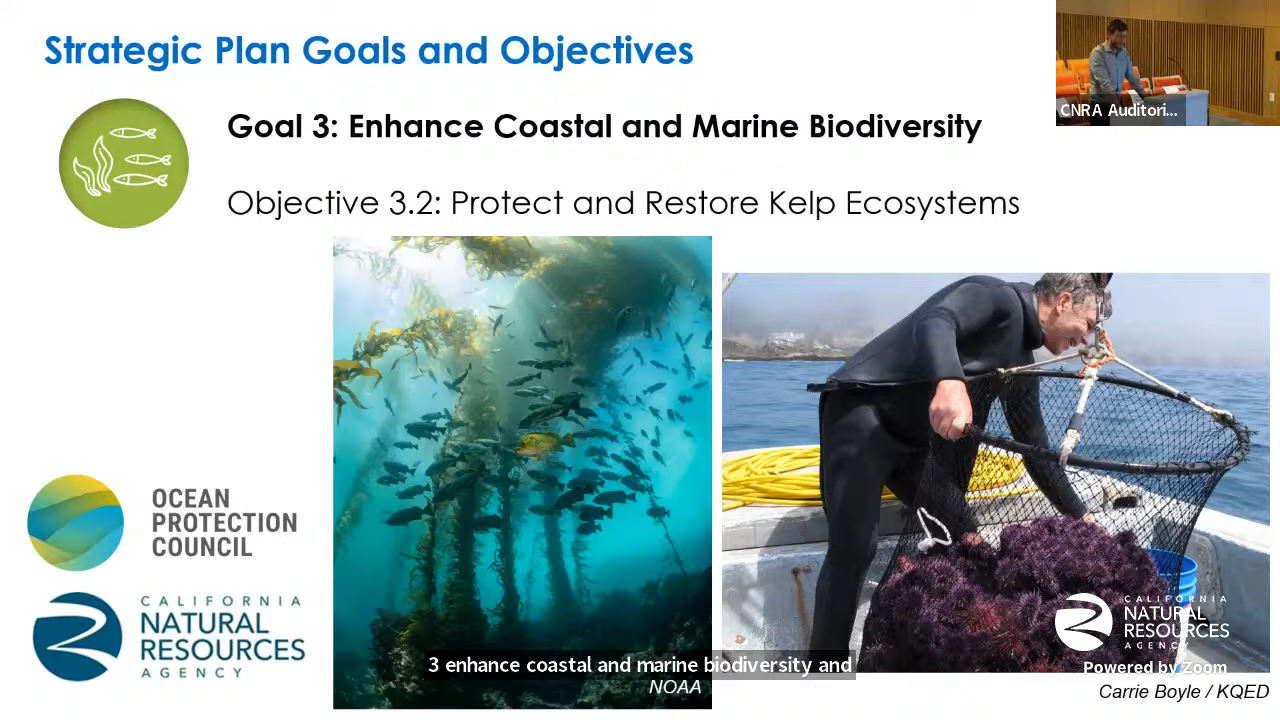 Strategic Plan Goals and Objectives
CNRA Auditori...
Goal 3: Enhance Coastal and Marine Biodiversity
Objective 3.2: Protect and Restore Kelp Ecosystems
OCEAN
PROTECTION
COUNCIL
CALIFORNIA
NATURAL
RESOURCES
AGENCY
CALIFORNIA
NATURAL
RESOURCES
AGENCY
Powered by Zoom
3 enhance coastal and marine biodiversity and
NOAA
Carrie Boyle / KQED